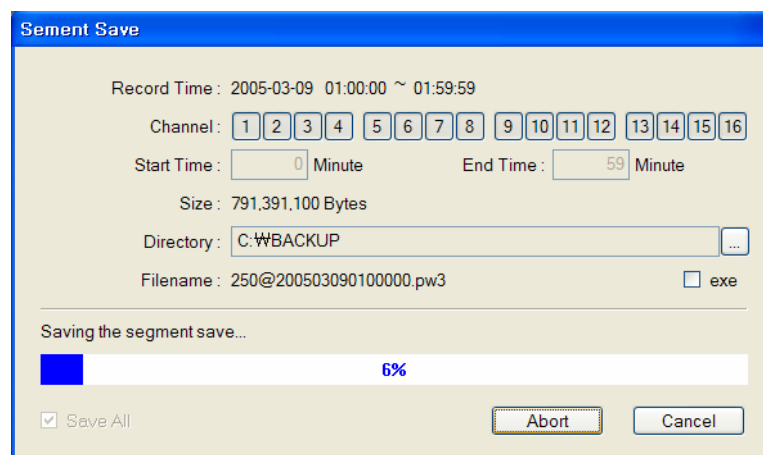 Sement Save
Record Time : 2005-03-09 01:00:00 ~ 01:59:59
Channel : 1 2 3 4 5 6 7 8 9 10 11 12 13 14 15 16
Start Time : 0 Minute End Time : 59 Minute
Size : 791,391,100 Bytes
Directory : C:₩BACKUP ...
Filename : 250@200503090100000.pw3 exe
Saving the segment save...
6%
Save All Abort Cancel